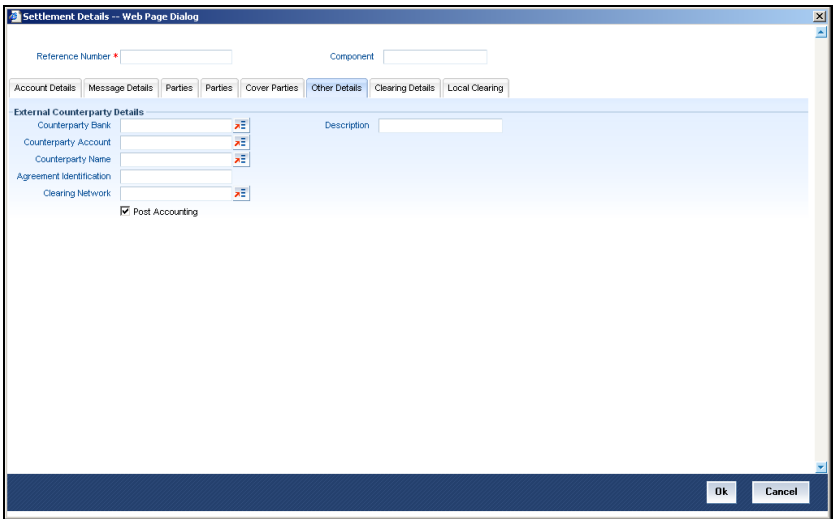 Settlement Details -- Web Page Dialog
Reference Number * Component
Account Details Message Details Parties Parties Cover Parties Other Details Clearing Details Local Clearing
External Counterparty Details
Counterparty Bank Description
Counterparty Account
Counterparty Name
Agreement Identification
Clearing Network
Post Accounting
Ok Cancel